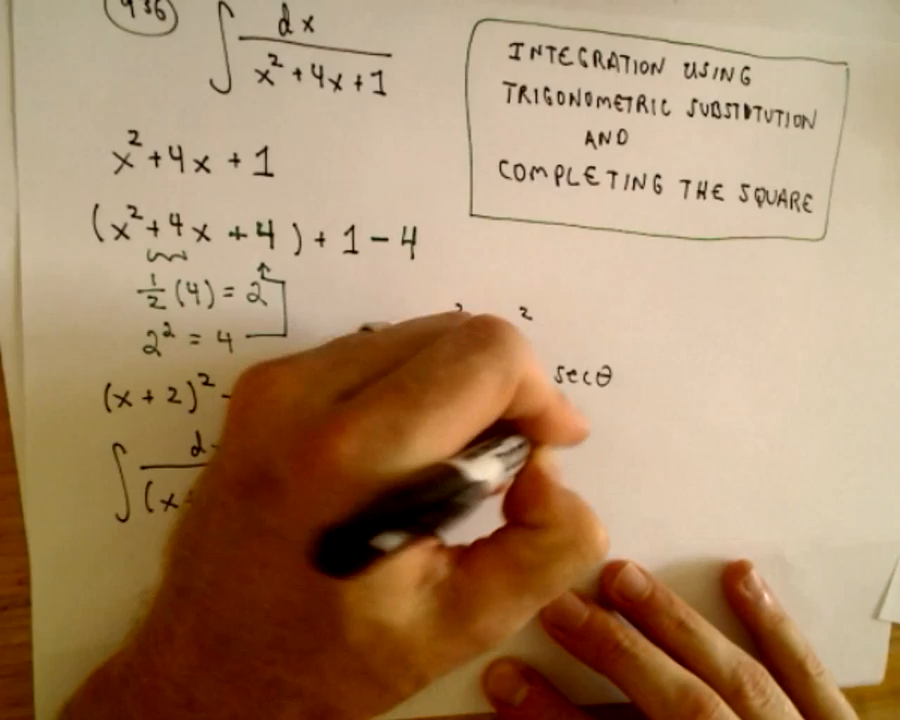 ∫ dx / x² + 4x + 1
INTEGRATION USING
TRIGONOMETRIC SUBSTITUTION
AND
COMPLETING THE SQUARE
x² + 4x + 1
(x² + 4x + 4) + 1 - 4
½(4) = 2
2² = 4
2
secθ
(x + 2)² -
∫ d
(x